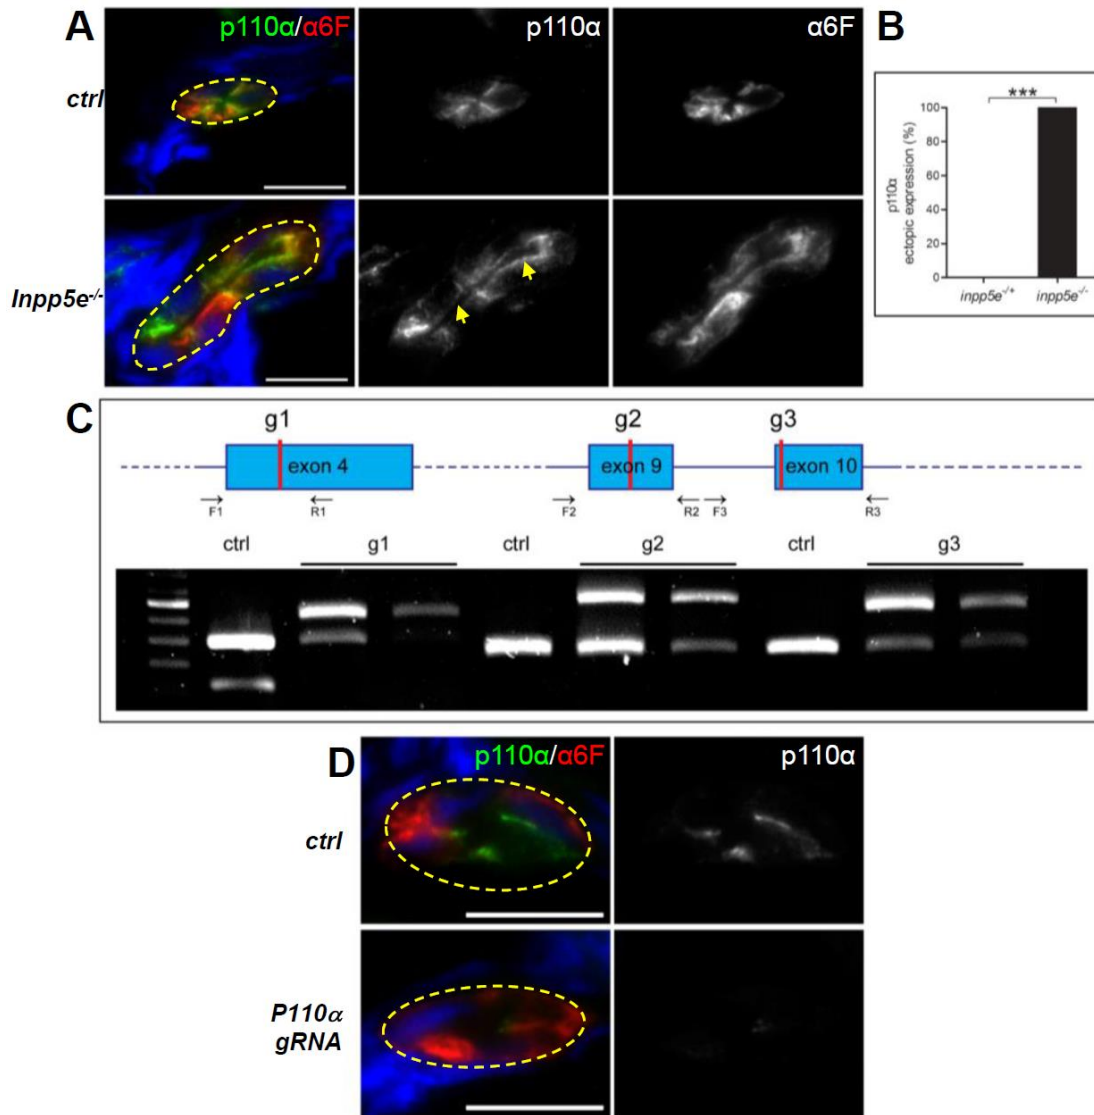 A
p110α/α6F
p110α
α6F
B
ctrl
Inpp5e-/-
***
100
80
60
40
20
0
p110α
ectopic expression (%)
inpp5e-/+
inpp5e-/-
C
g1
g2
g3
exon 4
exon 9
exon 10
F1
R1
F2
R2
F3
R3
ctrl
g1
ctrl
g2
ctrl
g3
D
p110α/α6F
p110α
ctrl
P110α
gRNA